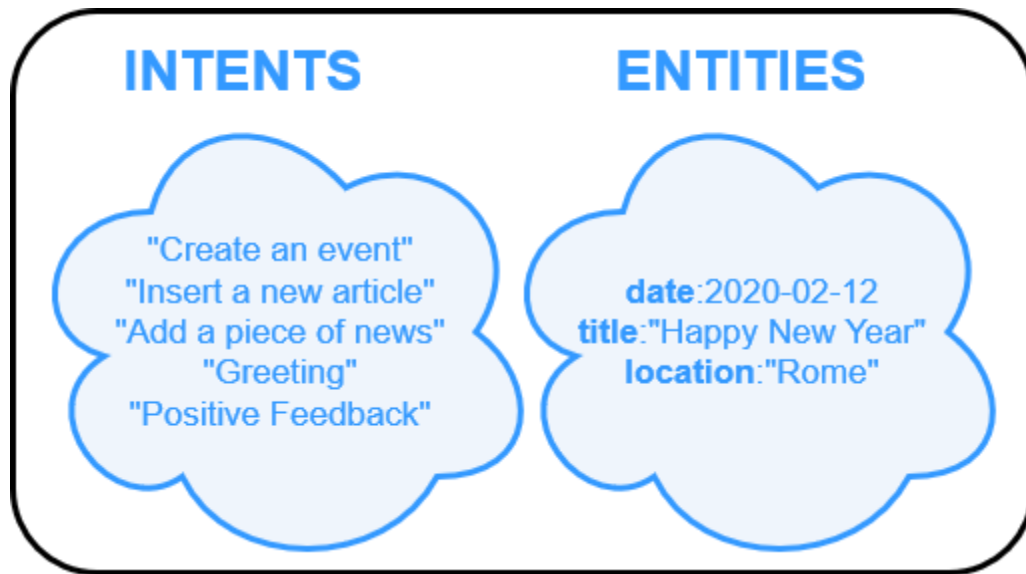 INTENTS
"Create an event"
"Insert a new article"
"Add a piece of news"
"Greeting"
"Positive Feedback"
ENTITIES
date:2020-02-12
title:"Happy New Year"
location:"Rome"